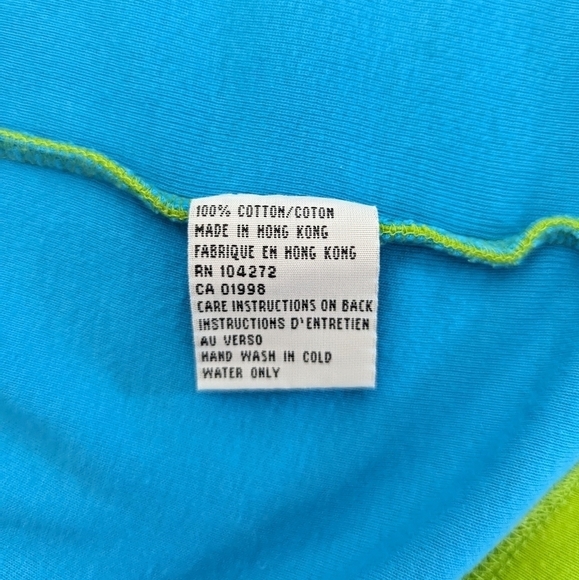 100% COTTON/COTON
MADE IN HONG KONG
FABRIQUE EN HONG KONG
RN 104272
CA 01998
CARE INSTRUCTIONS ON BACK
INSTRUCTIONS D'ENTRETIEN
AU VERSO
HAND WASH IN COLD
WATER ONLY